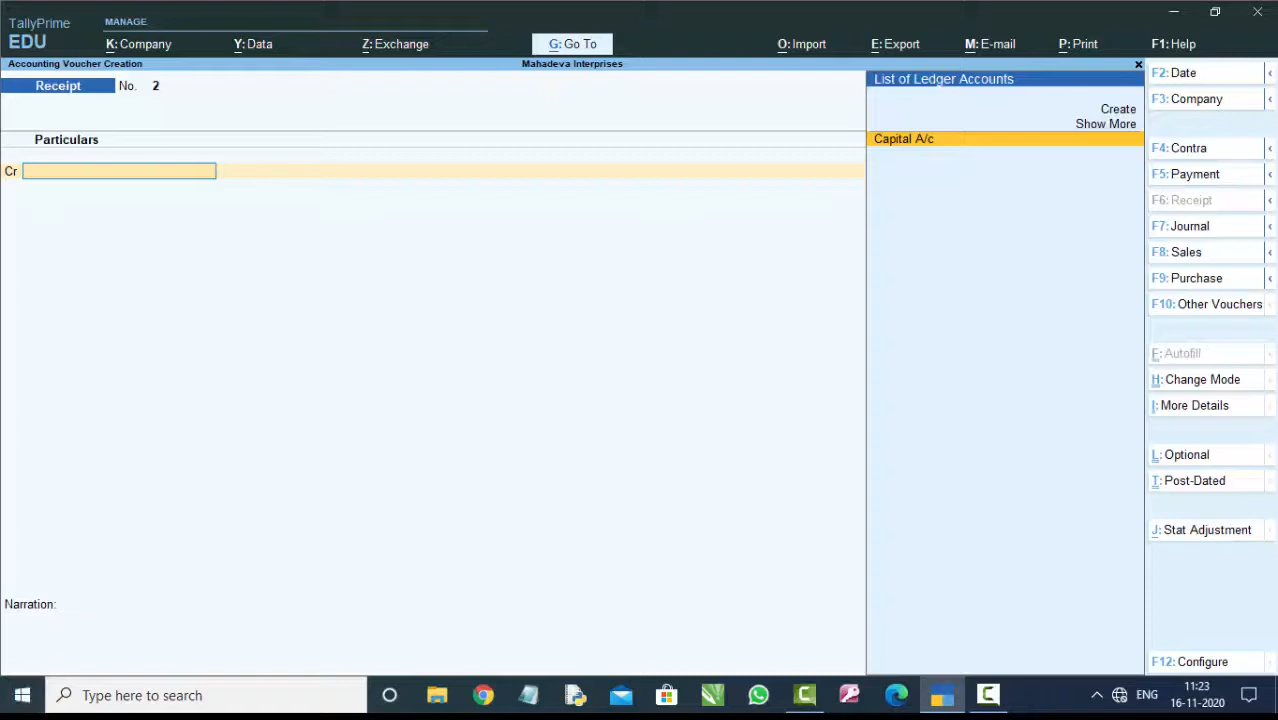 TallyPrime
EDU
MANAGE
K: Company
Y: Data
Z: Exchange
G: Go To
O: Import
E: Export
M: E-mail
P: Print
F1: Help
Accounting Voucher Creation
Mahadeva Interprises
Receipt No. 2
Particulars
Cr
Narration:
List of Ledger Accounts
Create
Show More
Capital A/c
F2: Date
F3: Company
F4: Contra
F5: Payment
F6: Receipt
F7: Journal
F8: Sales
F9: Purchase
F10: Other Vouchers
E: Autofill
H: Change Mode
I: More Details
L: Optional
T: Post-Dated
J: Stat Adjustment
F12: Configure
Type here to search
ENG
11:23
16-11-2020